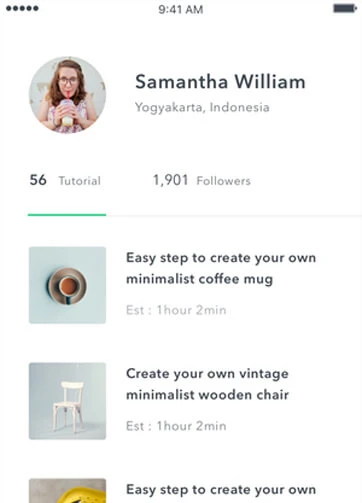 9:41 AM
Samantha William
Yogyakarta, Indonesia
56 Tutorial 1,901 Followers
Easy step to create your own
minimalist coffee mug
Est : 1hour 2min
Create your own vintage
minimalist wooden chair
Est : 1hour 2min
Easy step to create your own